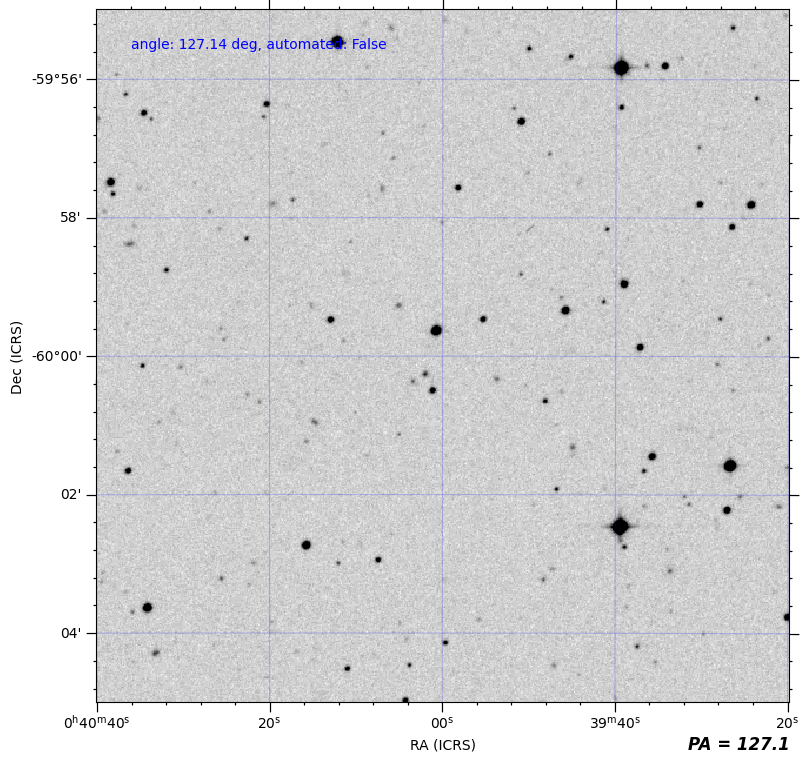 angle: 127.14 deg, automated: False
-59°56'
58'
-60°00'
02'
04'
Dec (ICRS)
0ʰ40ᵐ40ˢ 20ˢ 00ˢ 39ᵐ40ˢ 20ˢ
RA (ICRS)
PA = 127.1